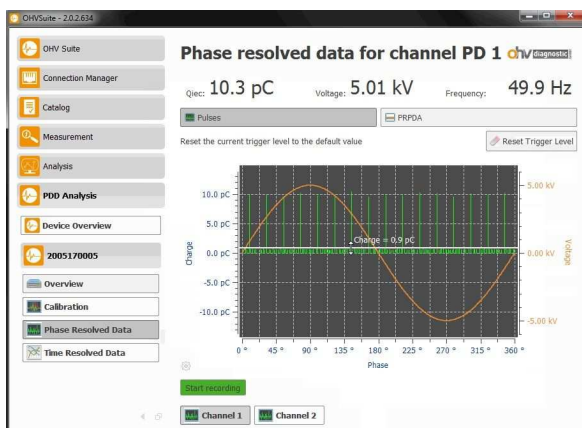 OHVSuite - 2.0.2.634
OHV Suite
Connection Manager
Catalog
Measurement
Analysis
PDD Analysis
Device Overview
2005170005
Overview
Calibration
Phase Resolved Data
Time Resolved Data
Phase resolved data for channel PD 1
ohv diagnostic
Qiec: 10.3 pC Voltage: 5.01 kV Frequency: 49.9 Hz
Pulses PRPDA
Reset the current trigger level to the default value Reset Trigger Level
10.0 pC
5.0 pC
0.0 pC
-5.0 pC
-10.0 pC
Charge
Charge = 0,9 pC
5.00 kV
0.00 kV
-5.00 kV
Voltage
0 ° 45 ° 90 ° 135 ° 180 ° 225 ° 270 ° 315 ° 360 °
Phase
Start recording
Channel 1 Channel 2